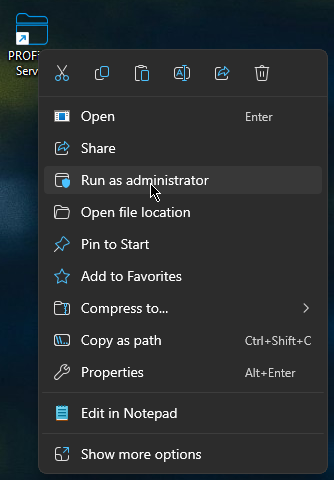 PROFI
Serv
Open Enter
Share
Run as administrator
Open file location
Pin to Start
Add to Favorites
Compress to...
Copy as path Ctrl+Shift+C
Properties Alt+Enter
Edit in Notepad
Show more options